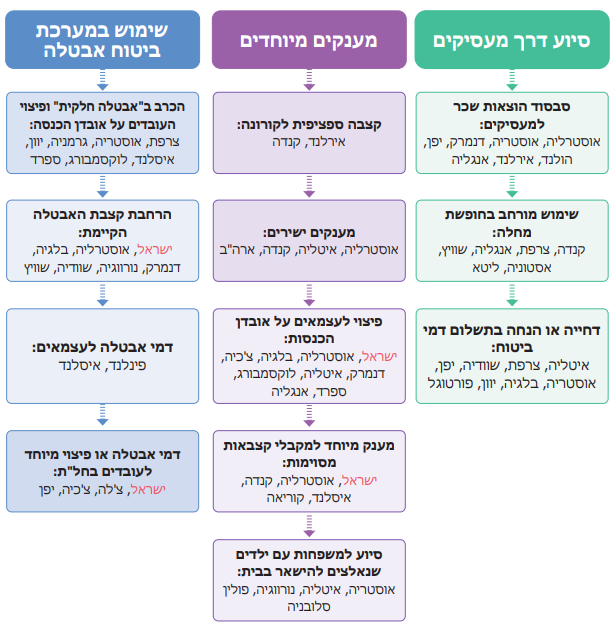 סיוע דרך מעסיקים
סבסוד הוצאות שכר
למעסיקים:
אוסטרליה, אוסטריה, דנמרק, יפן,
הולנד, אירלנד, אנגליה
שימוש מורחב בחופשת
מחלה:
קנדה, צרפת, אנגליה, שוויץ,
אסטוניה, ליטא
דחייה או הנחה בתשלום דמי
ביטוח:
איטליה, צרפת, שוודיה, יפן,
אוסטריה, בלגיה, יוון, פורטוגל
מענקים מיוחדים
קצבה ספציפית לקורונה:
אירלנד, קנדה
מענקים ישירים:
אוסטרליה, איטליה, קנדה, ארה"ב
פיצוי לעצמאים על אובדן
הכנסות:
ישראל, אוסטרליה, בלגיה, צ'כיה,
דנמרק, איטליה, לוקסמבורג,
ספרד, אנגליה
מענק מיוחד למקבלי קצבאות
מסוימות:
ישראל, אוסטרליה, קנדה,
איסלנד, קוריאה
סיוע למשפחות עם ילדים
שנאלצים להישאר בבית:
אוסטריה, איטליה, נורווגיה, פולין
סלובניה
שימוש במערכת
ביטוח אבטלה
הכרב ב"אבטלה חלקית" ופיצוי
העובדים על אובדן הכנסה:
צרפת, אוסטריה, גרמניה, יוון,
איסלנד, לוקסמבורג, ספרד
הרחבת קצבת האבטלה
הקיימת:
ישראל, אוסטרליה, בלגיה,
דנמרק, נורווגיה, שוודיה, שוויץ
דמי אבטלה לעצמאים:
פינלנד, איסלנד
דמי אבטלה או פיצוי מיוחד
לעובדים בחל"ת:
ישראל, צ'לה, צ'כיה, יפן